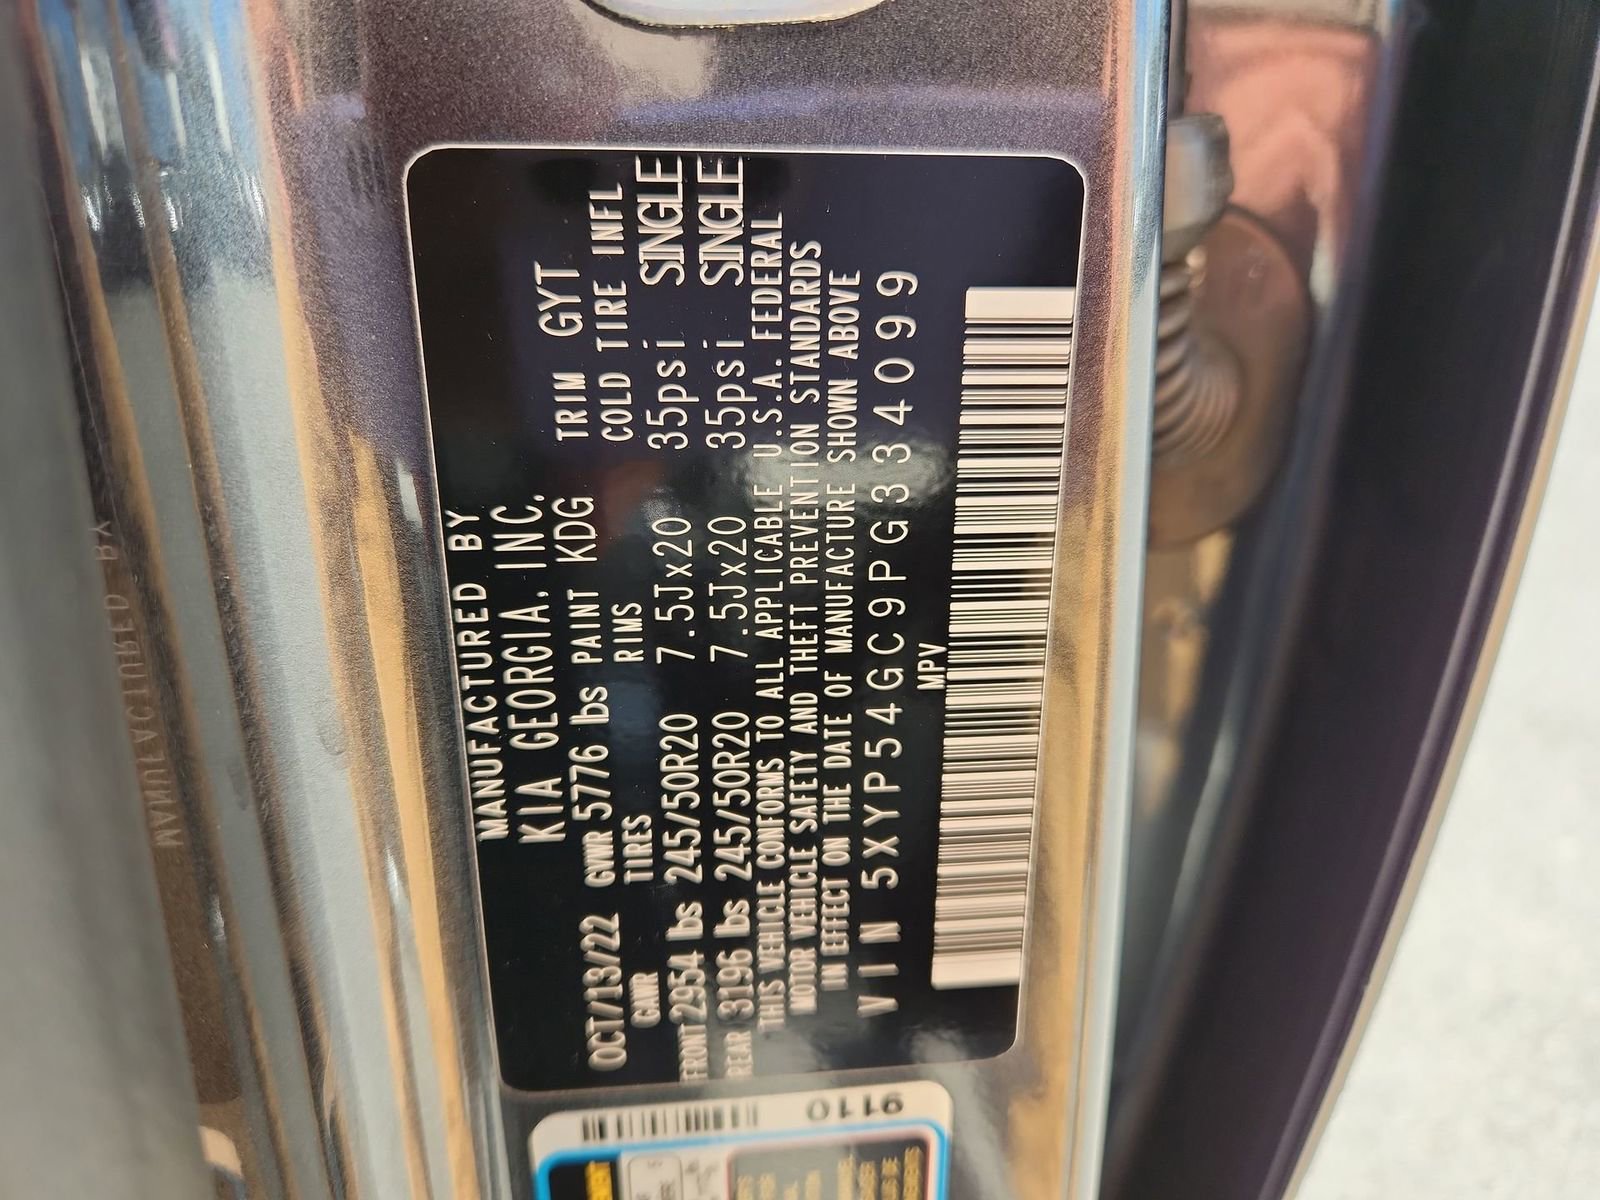 MANUFACTURED BY
KIA GEORGIA, INC.
OCT/13/22 GVWR 5776 lbs PAINT KDG TRIM GYT
GAWR TIRES RIMS COLD TIRE INFL
FRONT 2954 lbs 245/50R20 7.5Jx20 35psi SINGLE
REAR 3196 lbs 245/50R20 7.5Jx20 35psi SINGLE
THIS VEHICLE CONFORMS TO ALL APPLICABLE U.S.A. FEDERAL
MOTOR VEHICLE SAFETY AND THEFT PREVENTION STANDARDS
IN EFFECT ON THE DATE OF MANUFACTURE SHOWN ABOVE
VIN 5XYP54GC9PG334099
MPV
9110
MANUFACTURED BY